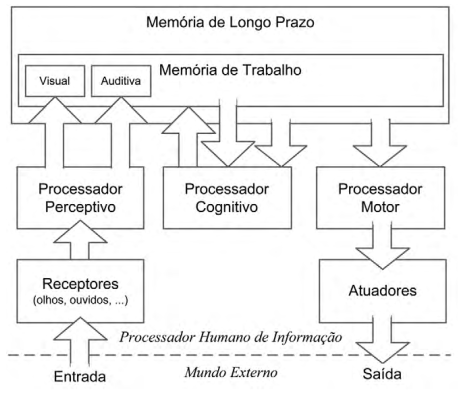 Memória de Longo Prazo
Memória de Trabalho
Visual
Auditiva
Processador
Perceptivo
Processador
Cognitivo
Processador
Motor
Receptores
(olhos, ouvidos, ...)
Atuadores
Processador Humano de Informação
Entrada
Mundo Externo
Saída